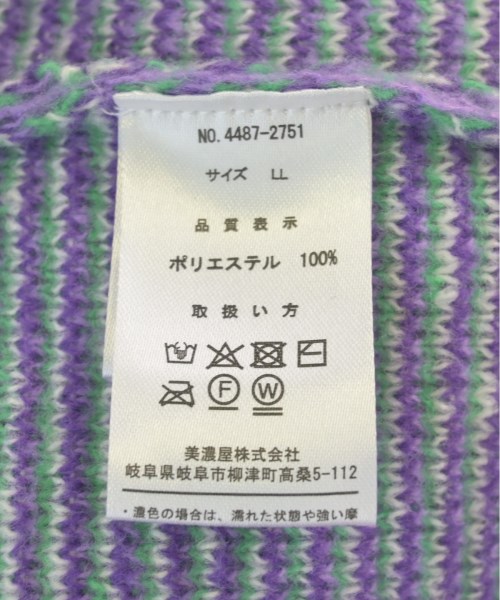 NO.4487-2751
サイズ LL
品質表示
ポリエステル 100%
取扱い方
F W
美濃屋株式会社
岐阜県岐阜市柳津町高桑5-112
・濃色の場合は、濡れた状態や強い摩